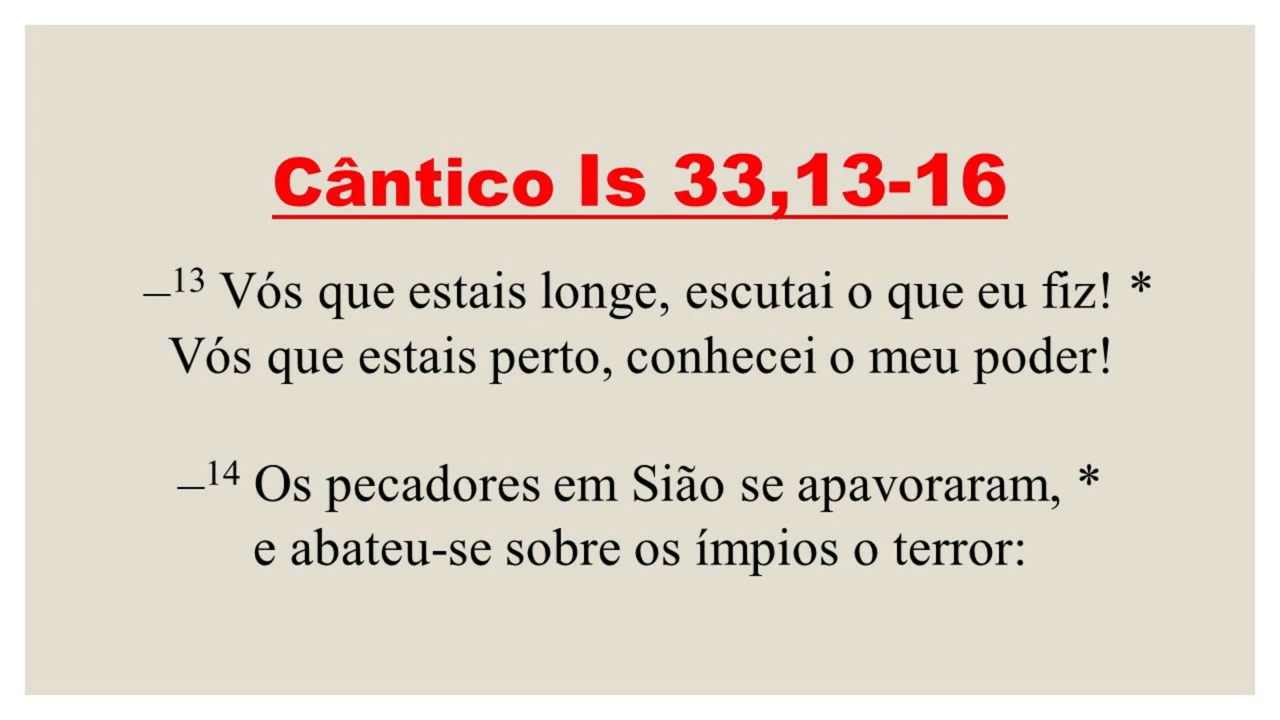 Cântico Is 33,13-16
–¹³ Vós que estais longe, escutai o que eu fiz! *
Vós que estais perto, conhecei o meu poder!
–¹⁴ Os pecadores em Sião se apavoraram, *
e abateu-se sobre os ímpios o terror: